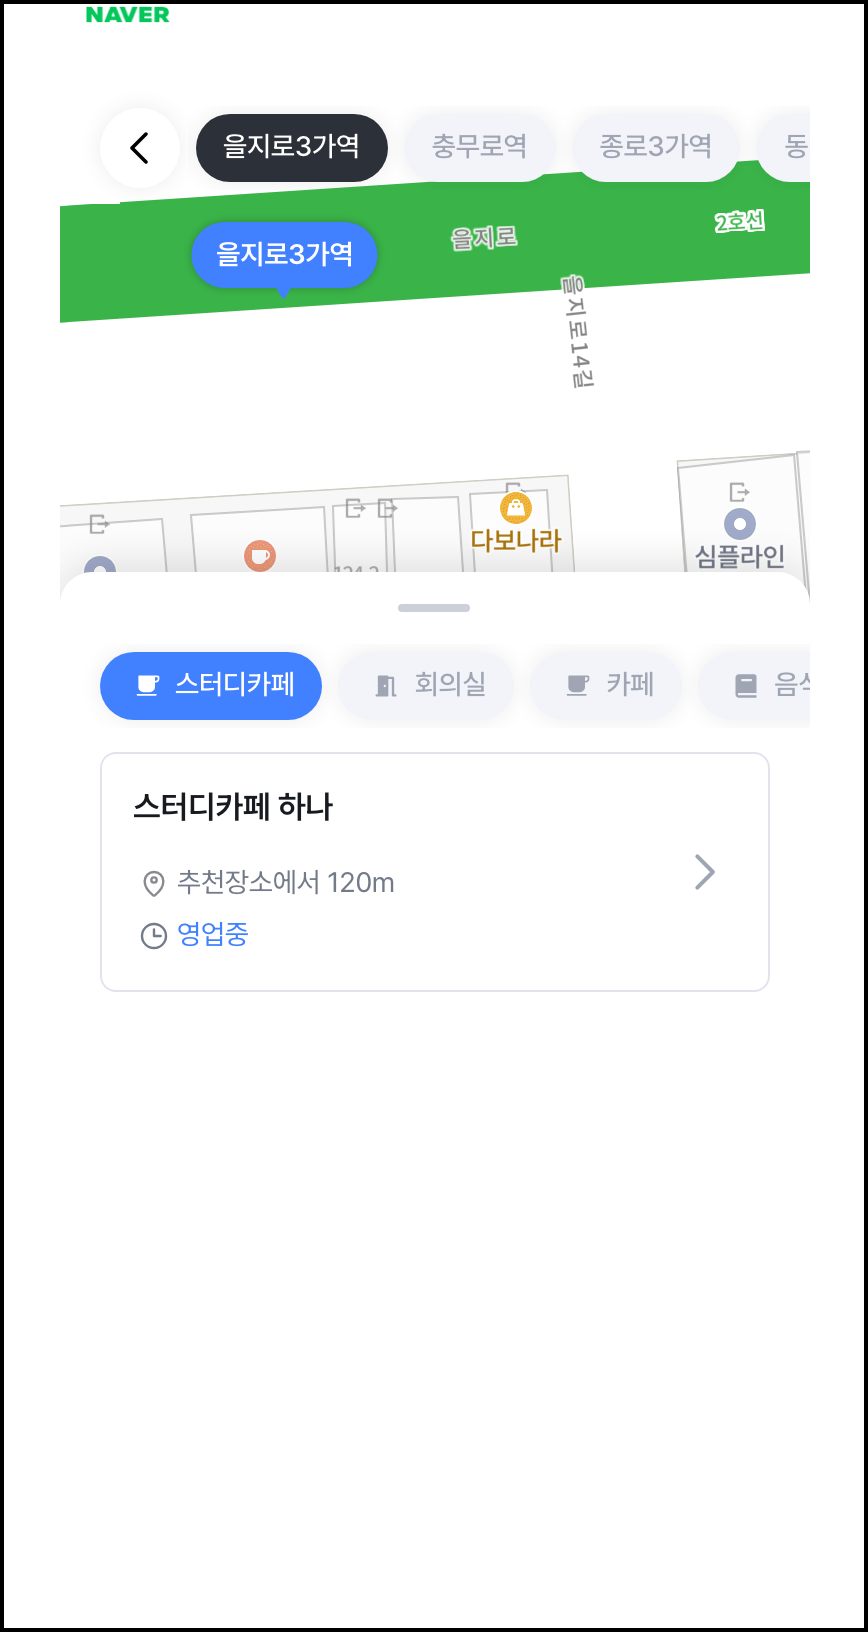 NAVER
을지로3가역
충무로역
종로3가역
동
2호선
을지로
을지로3가역
을지로14길
다보나라
심플라인
스터디카페
회의실
카페
스터디카페 하나
추천장소에서 120m
영업중